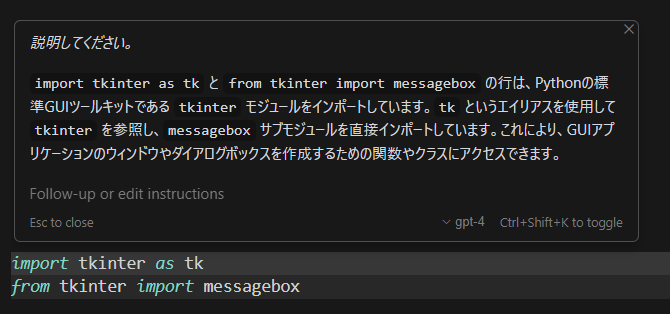 説明してください。
import tkinter as tk と from tkinter import messagebox の行は、Pythonの標
準GUIツールキットである tkinter モジュールをインポートしています。 tk というエイリアスを使用して
tkinter を参照し、 messagebox サブモジュールを直接インポートしています。これにより、GUIアプ
リケーションのウィンドウやダイアログボックスを作成するための関数やクラスにアクセスできます。
Follow-up or edit instructions
Esc to close gpt-4 Ctrl+Shift+K to toggle
import tkinter as tk
from tkinter import messagebox